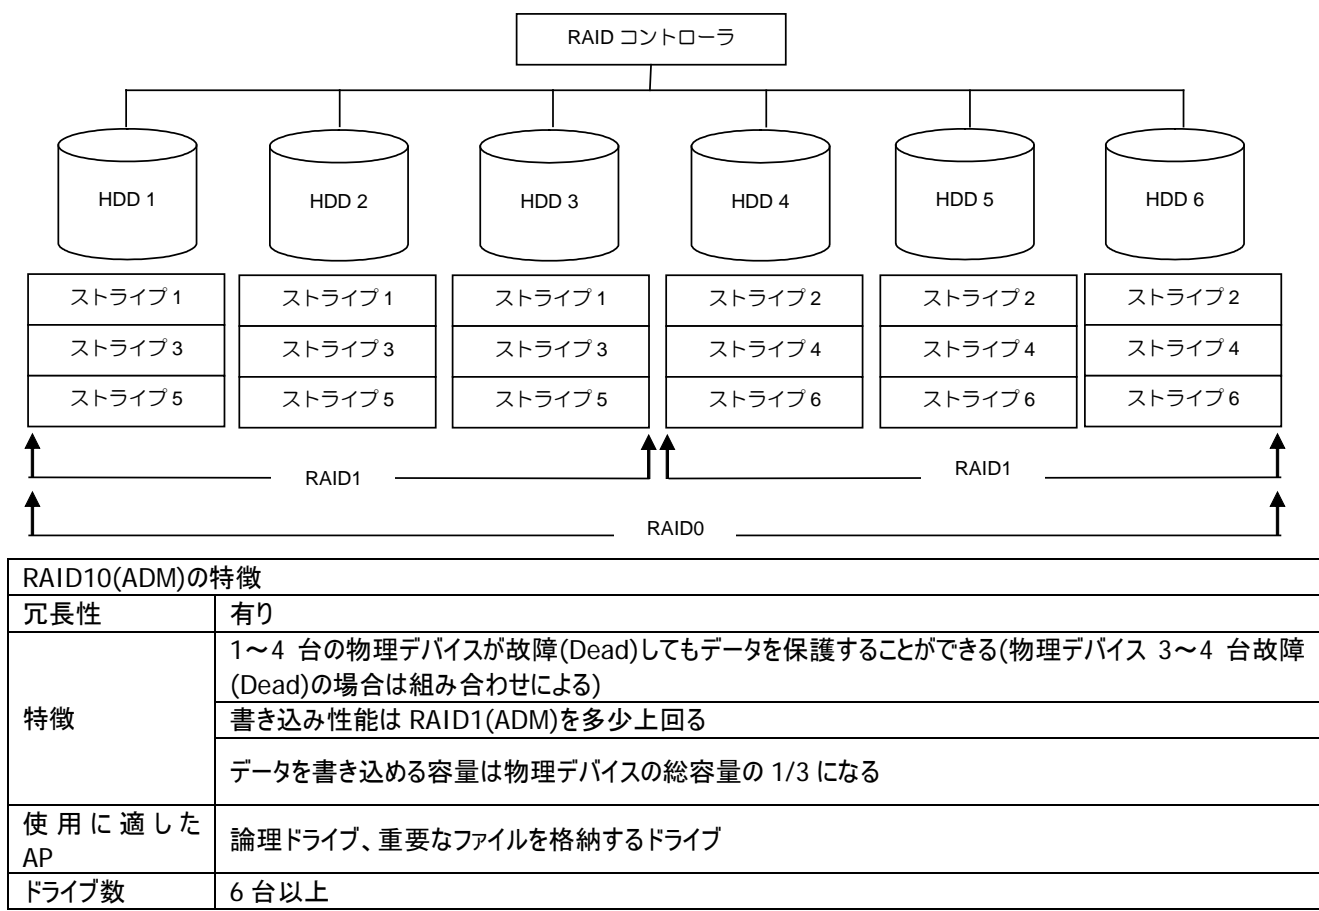 RAID コントローラ
HDD 1 HDD 2 HDD 3 HDD 4 HDD 5 HDD 6
ストライプ 1 ストライプ 1 ストライプ 1 ストライプ 2 ストライプ 2 ストライプ 2
ストライプ 3 ストライプ 3 ストライプ 3 ストライプ 4 ストライプ 4 ストライプ 4
ストライプ 5 ストライプ 5 ストライプ 5 ストライプ 6 ストライプ 6 ストライプ 6
RAID1 RAID1
RAID0
RAID10(ADM)の特徴
冗長性 有り
特徴
1～4 台の物理デバイスが故障(Dead)してもデータを保護することができる(物理デバイス 3～4 台故障
(Dead)の場合は組み合わせによる)
書き込み性能は RAID1(ADM)を多少上回る
データを書き込める容量は物理デバイスの総容量の 1/3 になる
使用に適した
AP
論理ドライブ、重要なファイルを格納するドライブ
ドライブ数 6 台以上